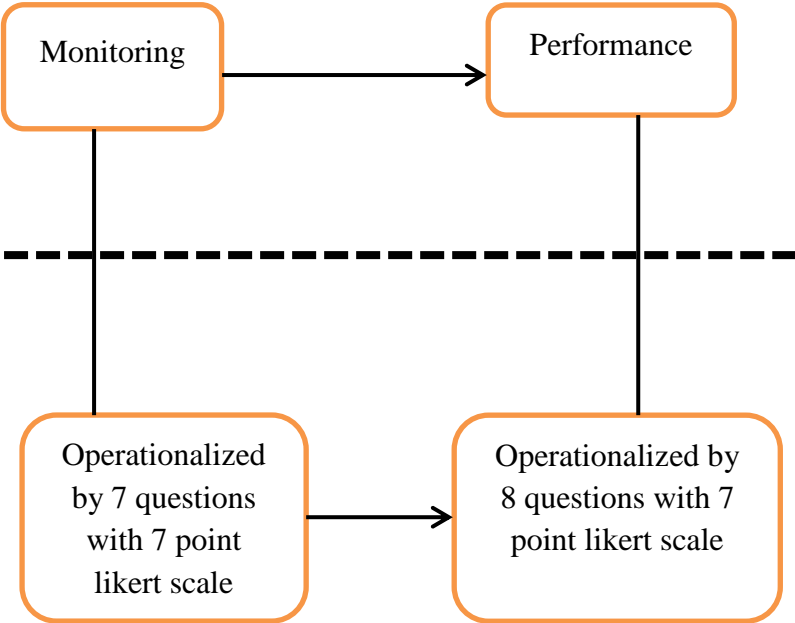 Monitoring
Performance
Operationalized
by 7 questions
with 7 point
likert scale
Operationalized by
8 questions with 7
point likert scale